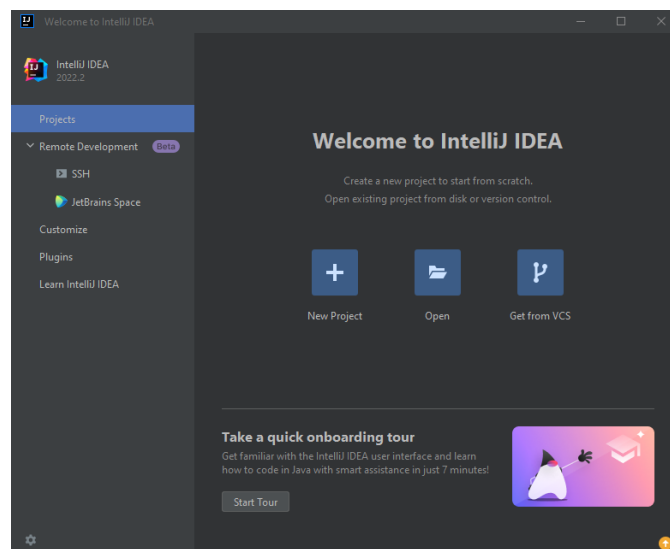 Welcome to IntelliJ IDEA
IntelliJ IDEA
2022.2
Projects
Remote Development Beta
SSH
JetBrains Space
Customize
Plugins
Learn IntelliJ IDEA
Welcome to IntelliJ IDEA
Create a new project to start from scratch.
Open existing project from disk or version control.
New Project
Open
Get from VCS
Take a quick onboarding tour
Get familiar with the IntelliJ IDEA user interface and learn
how to code in Java with smart assistance in just 7 minutes!
Start Tour